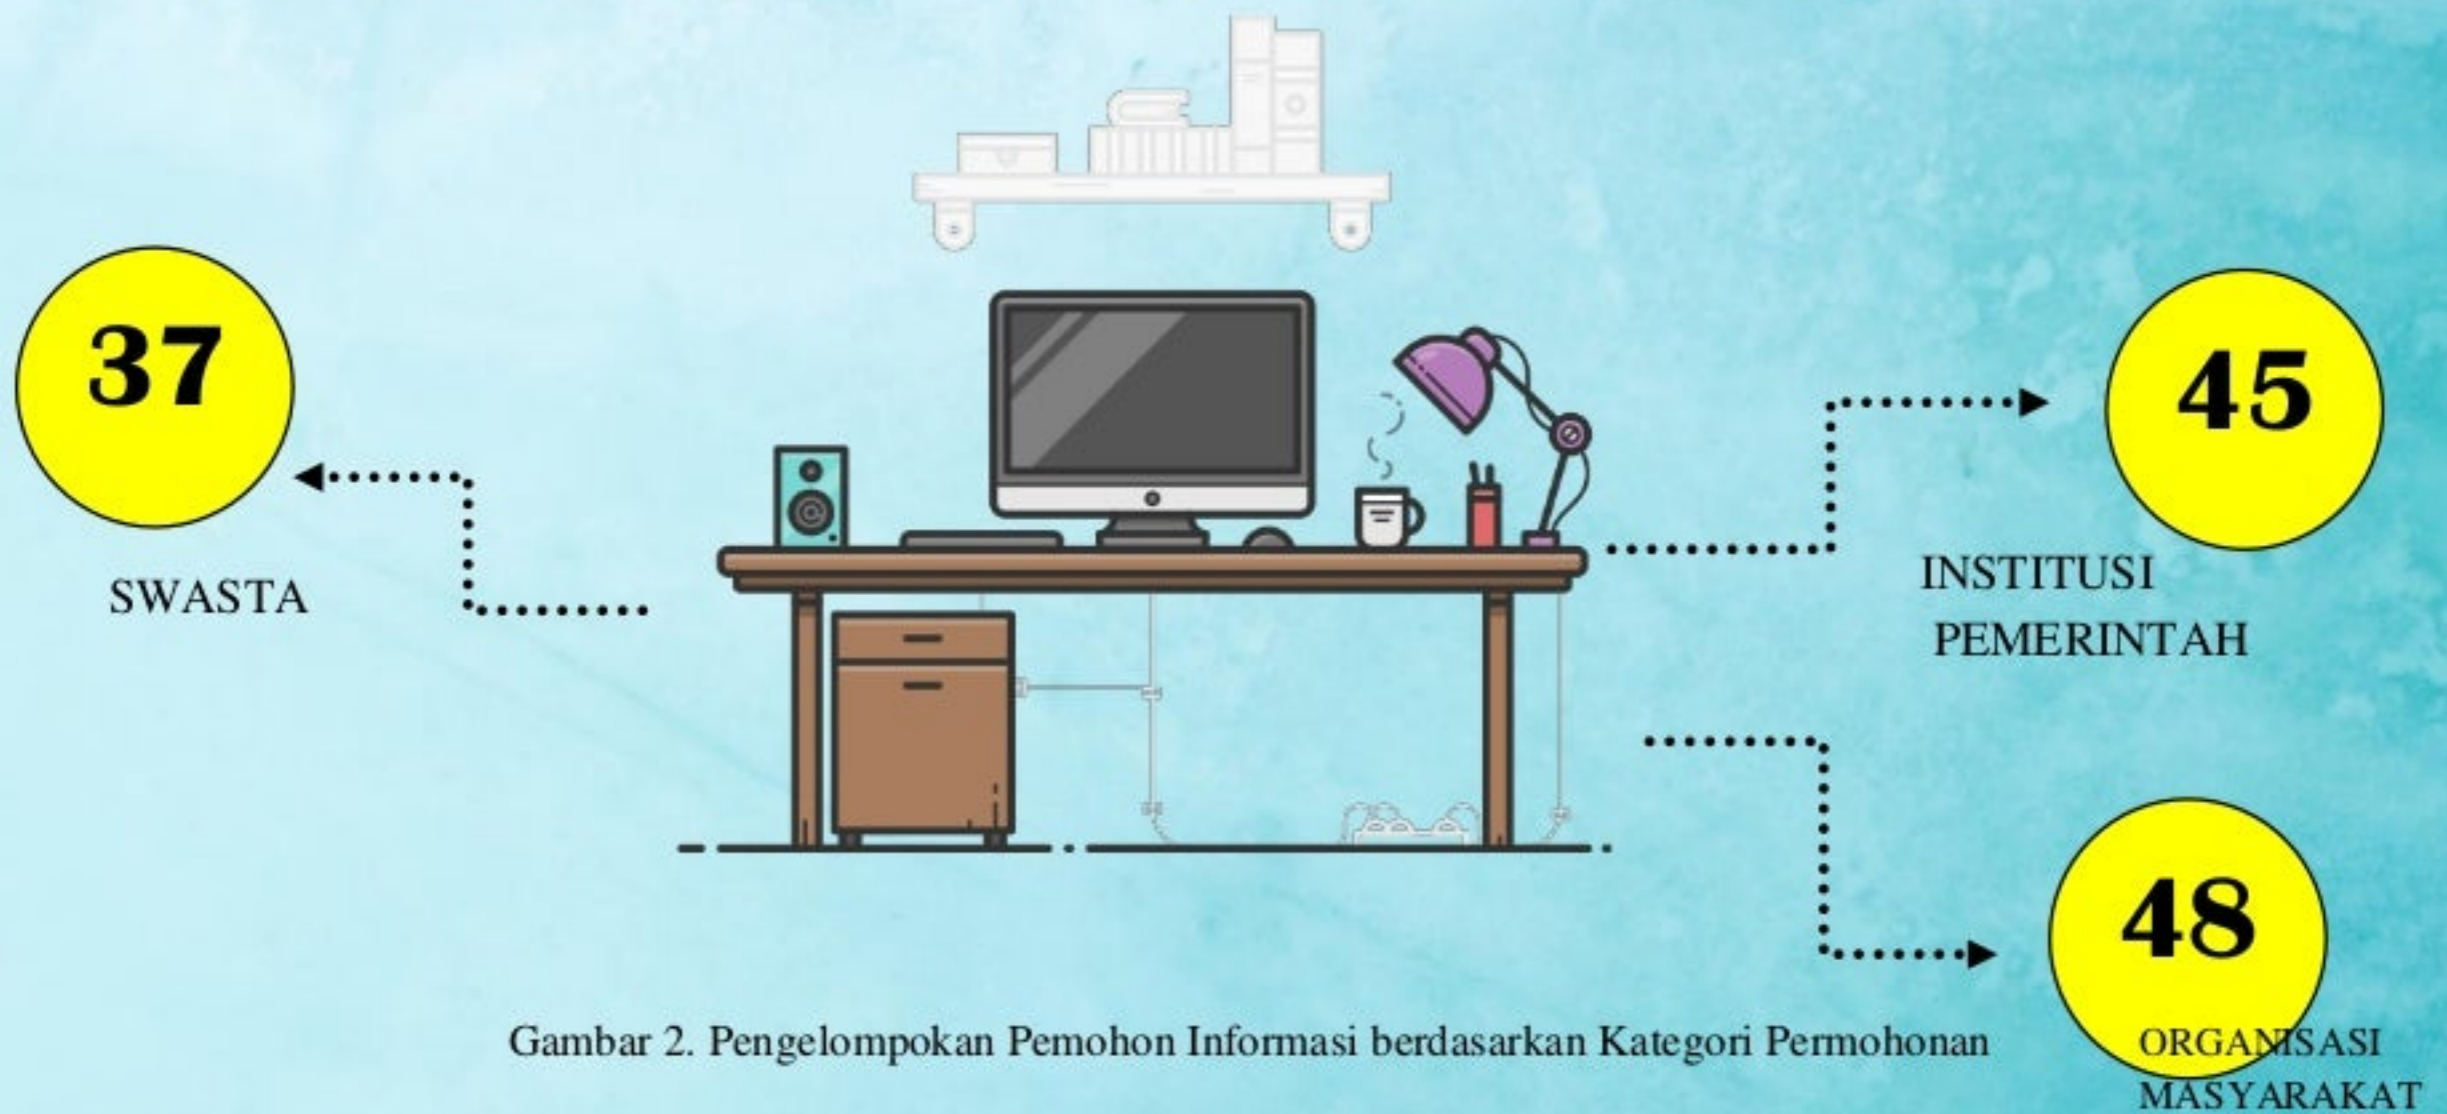 37
SWASTA
45
INSTITUSI
PEMERINTAH
48
ORGANISASI
MASYARAKAT
Gambar 2. Pengelompokan Pemohon Informasi berdasarkan Kategori Permohonan